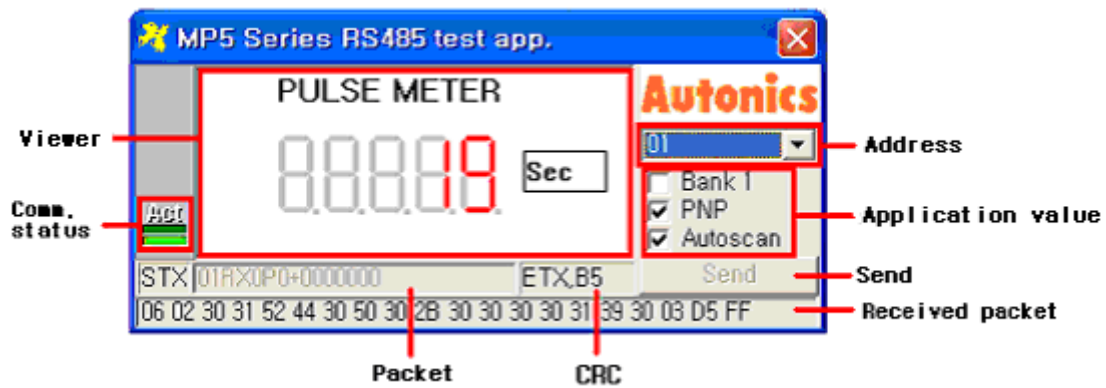 MP5 Series RS485 test app.
PULSE METER
Autonics
Viewer
19
Sec
01
Address
Bank 1
PNP
Autoscan
Application value
Comm. status
Act
STX 01RX0P0+0000000 ETX,B5 Send
Send
06 02 30 31 52 44 30 50 30 2B 30 30 30 30 31 39 30 03 D5 FF
Received packet
Packet
CRC